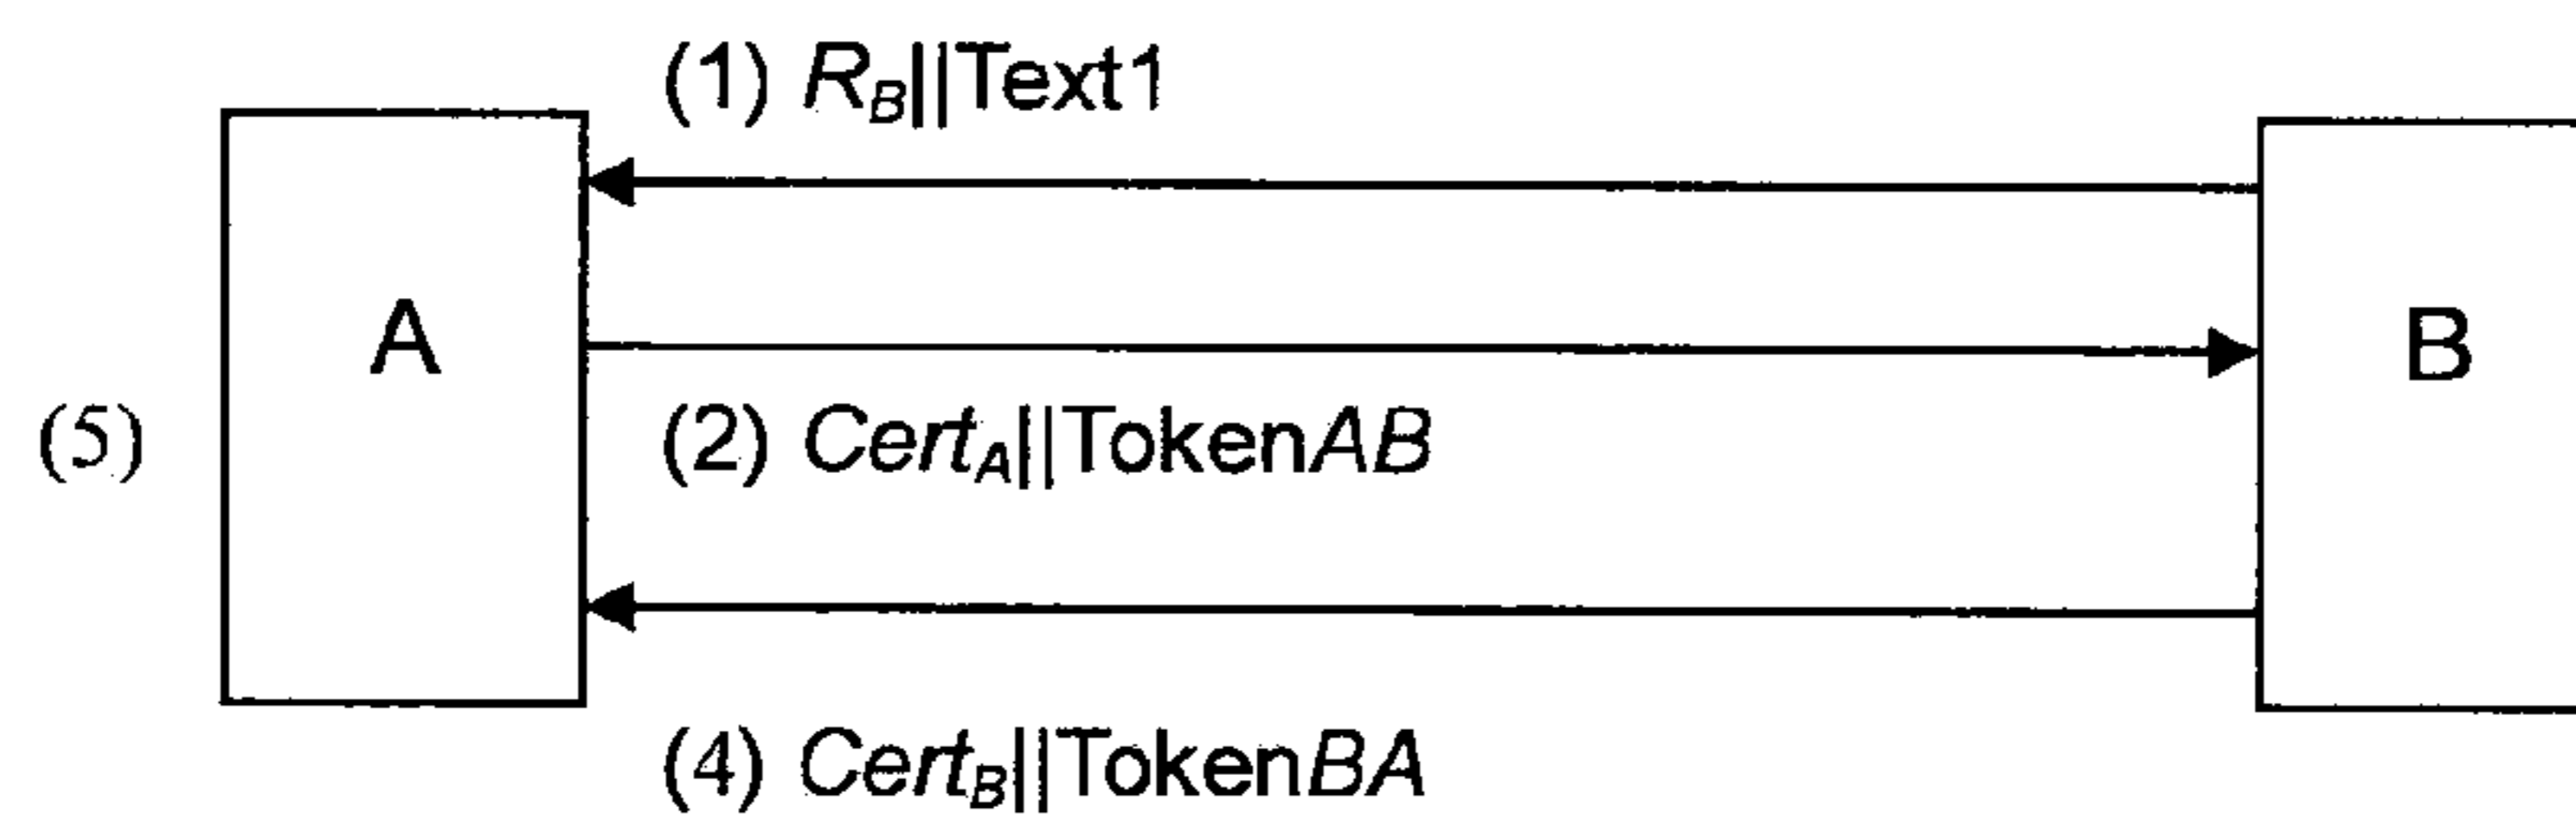 (1) R_B||Text1
A
B
(5)
(2) Cert_A||TokenAB
(4) Cert_B||TokenBA